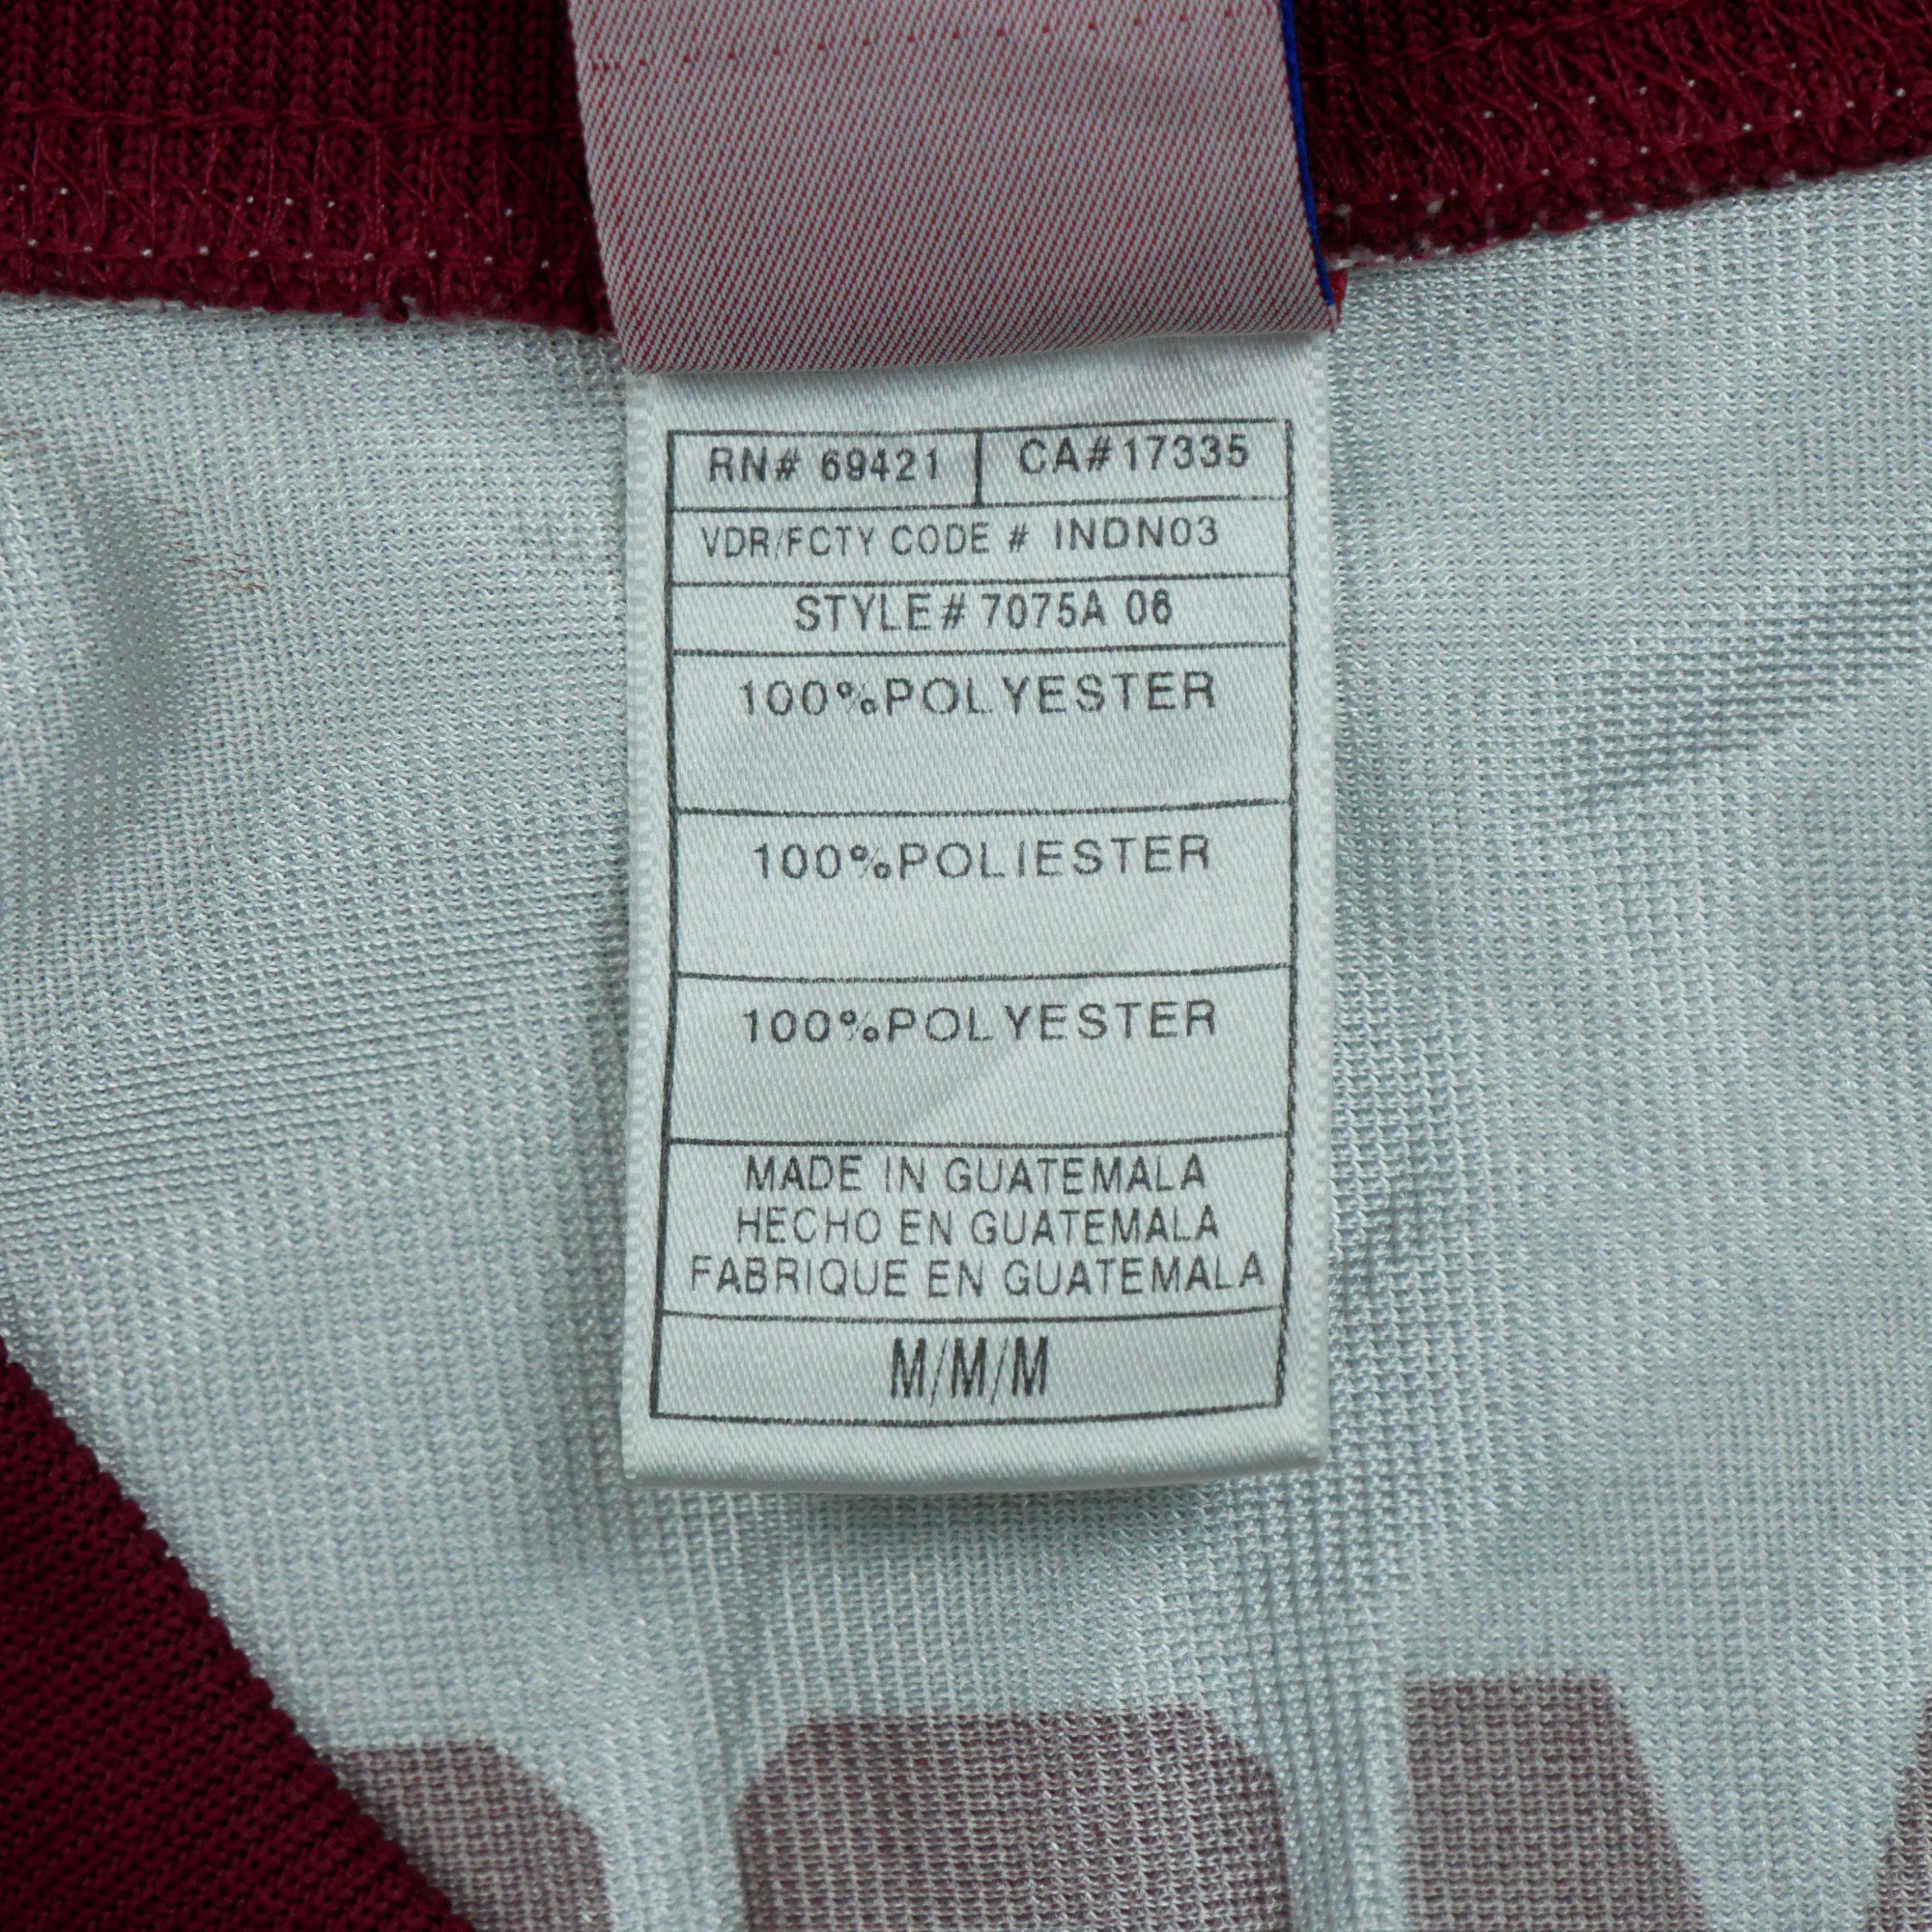 RN# 69421 CA#17335
VDR/FCTY CODE # INDN03
STYLE# 7075A 06
100%POLYESTER
100%POLIESTER
100%POLYESTER
MADE IN GUATEMALA
HECHO EN GUATEMALA
FABRIQUE EN GUATEMALA
M/M/M